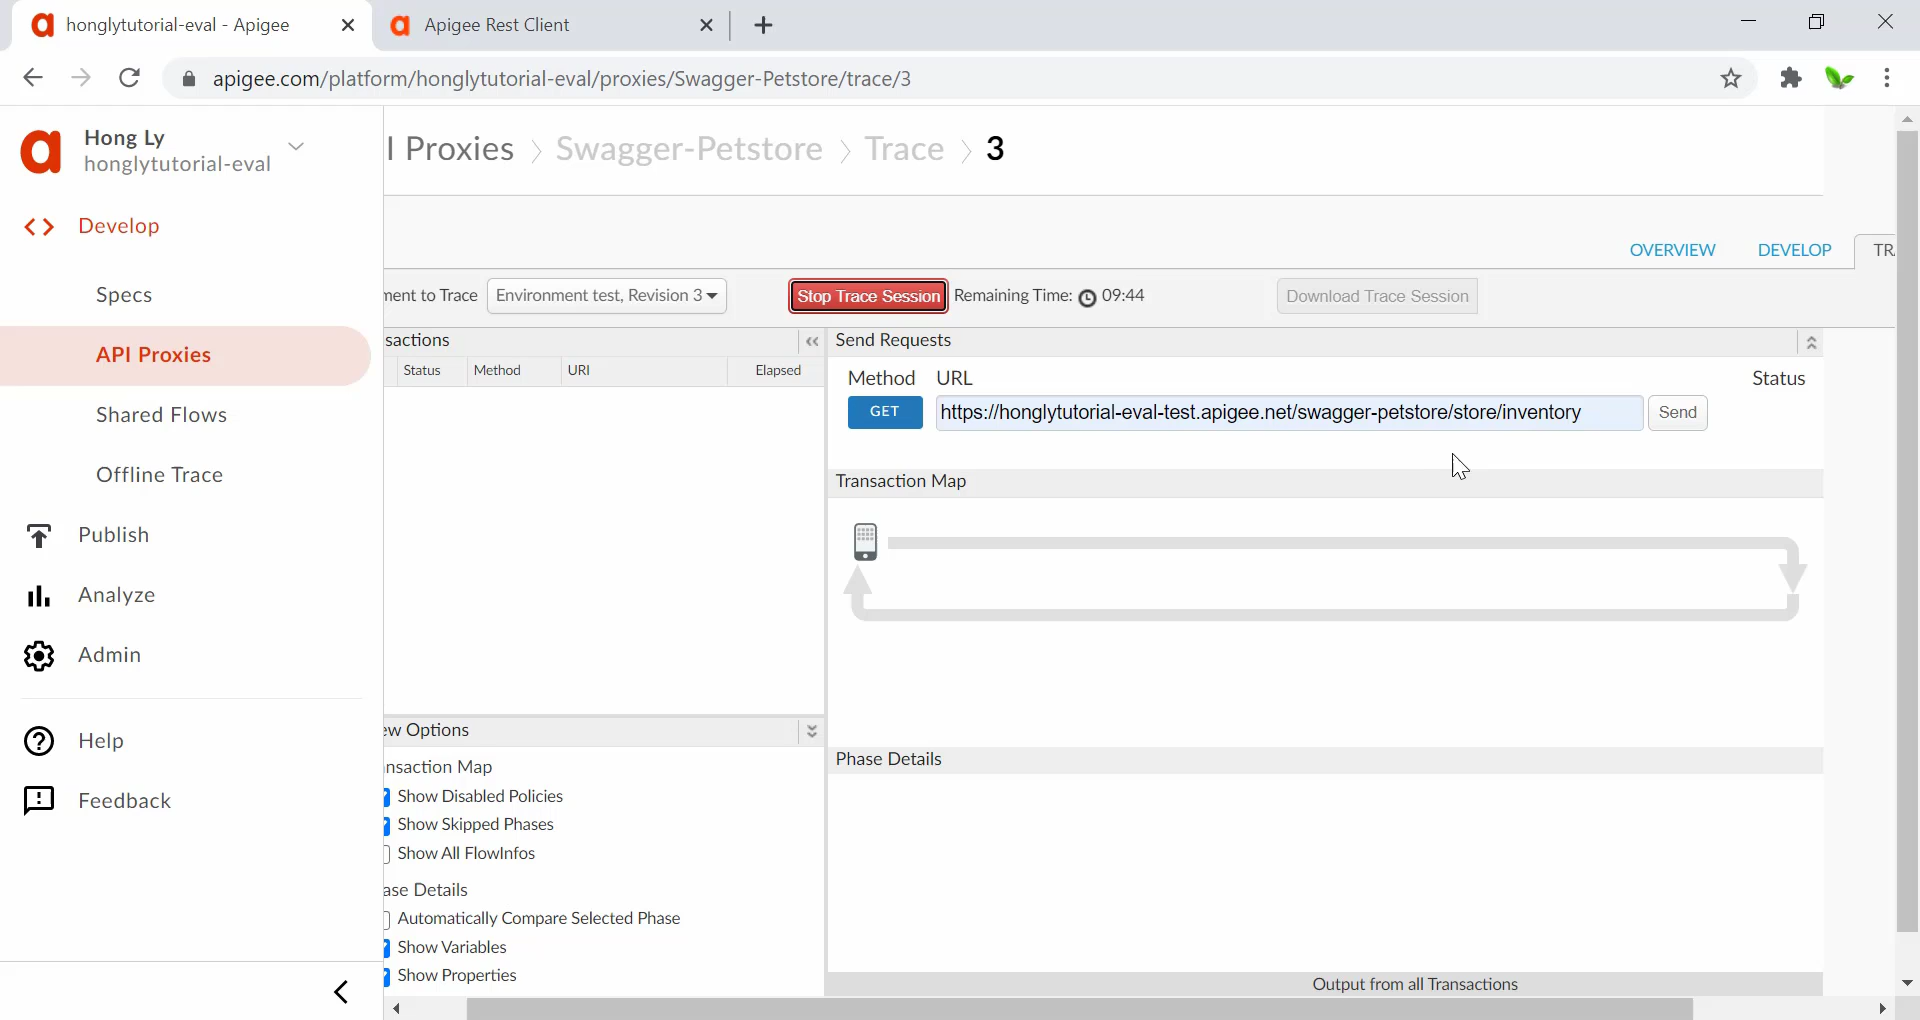 honglytutorial-eval - Apigee
Apigee Rest Client
apigee.com/platform/honglytutorial-eval/proxies/Swagger-Petstore/trace/3
Hong Ly
honglytutorial-eval
Develop
Specs
API Proxies
Shared Flows
Offline Trace
Publish
Analyze
Admin
Help
Feedback
I Proxies > Swagger-Petstore > Trace > 3
OVERVIEW DEVELOP TR
ment to Trace Environment test, Revision 3 Stop Trace Session Remaining Time: 09:44 Download Trace Session
sactions
Status Method URI Elapsed
Send Requests
Method URL Status
GET https://honglytutorial-eval-test.apigee.net/swagger-petstore/store/inventory Send
Transaction Map
ew Options
nsaction Map
Show Disabled Policies
Show Skipped Phases
Show All FlowInfos
ase Details
Automatically Compare Selected Phase
Show Variables
Show Properties
Phase Details
Output from all Transactions